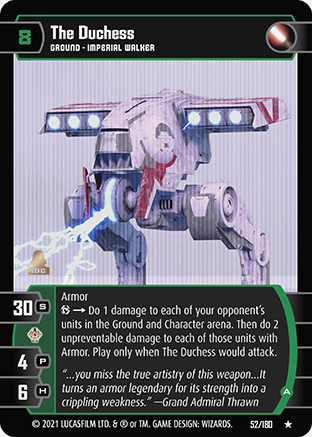 8
The Duchess
GROUND - IMPERIAL WALKER
100
30 S
4 P
6 H
Armor
→ Do 1 damage to each of your opponent's
units in the Ground and Character arena. Then do 2
unpreventable damage to each of those units with
Armor. Play only when The Duchess would attack.
"...you miss the true artistry of this weapon...It
turns an armor legendary for its strength into a
crippling weakness." —Grand Admiral Thrawn
A
© 2021 LUCASFILM LTD. & ® OR TM. GAME DESIGN: WIZARDS.
52/180 ★